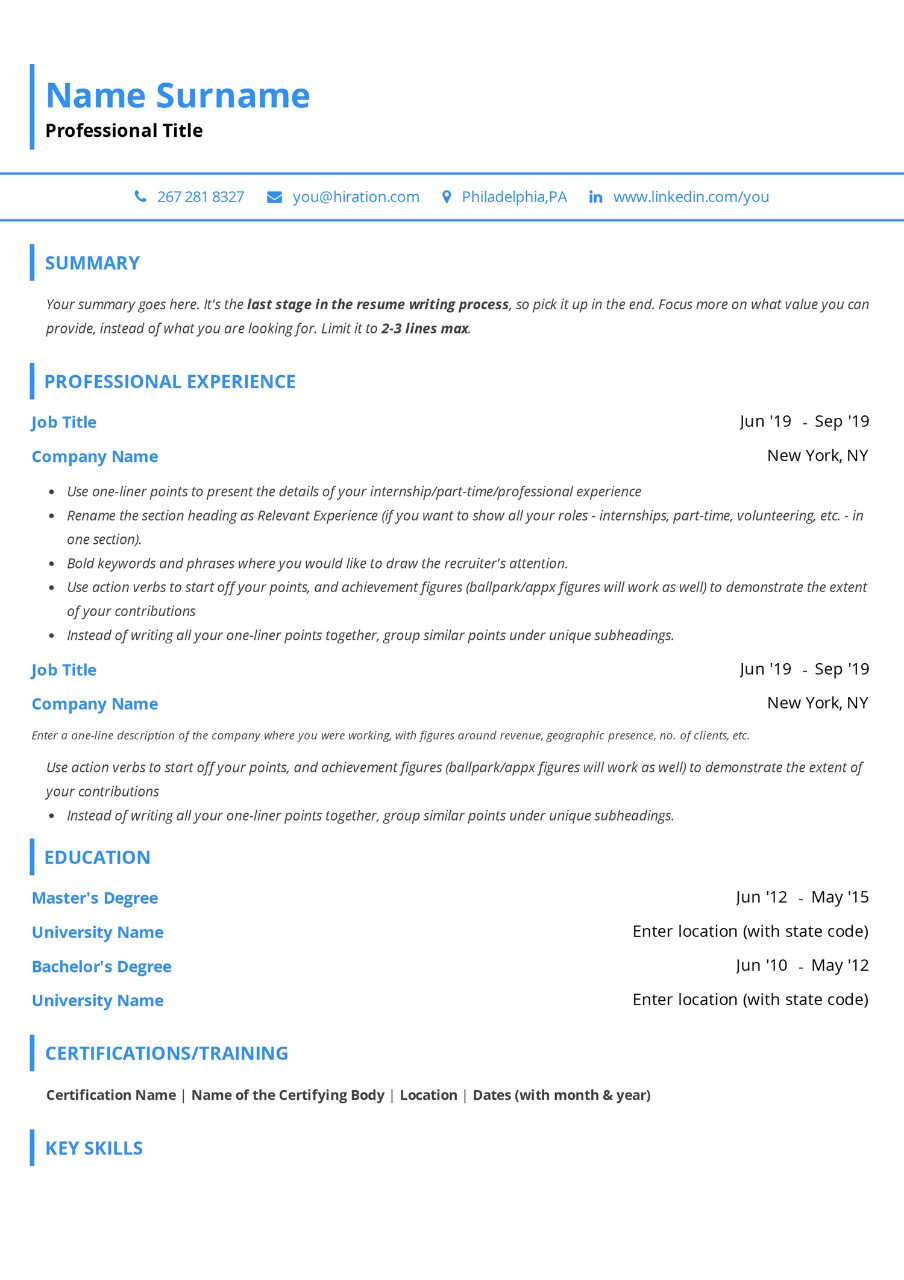 Name Surname
Professional Title
267 281 8327 you@hiration.com Philadelphia,PA www.linkedin.com/you
SUMMARY
Your summary goes here. It's the last stage in the resume writing process, so pick it up in the end. Focus more on what value you can
provide, instead of what you are looking for. Limit it to 2-3 lines max.
PROFESSIONAL EXPERIENCE
Job Title Jun '19 - Sep '19
Company Name New York, NY
• Use one-liner points to present the details of your internship/part-time/professional experience
• Rename the section heading as Relevant Experience (if you want to show all your roles - internships, part-time, volunteering, etc. - in
one section).
• Bold keywords and phrases where you would like to draw the recruiter's attention.
• Use action verbs to start off your points, and achievement figures (ballpark/appx figures will work as well) to demonstrate the extent
of your contributions
• Instead of writing all your one-liner points together, group similar points under unique subheadings.
Job Title Jun '19 - Sep '19
Company Name New York, NY
Enter a one-line description of the company where you were working, with figures around revenue, geographic presence, no. of clients, etc.
Use action verbs to start off your points, and achievement figures (ballpark/appx figures will work as well) to demonstrate the extent of
your contributions
• Instead of writing all your one-liner points together, group similar points under unique subheadings.
EDUCATION
Master's Degree Jun '12 - May '15
University Name Enter location (with state code)
Bachelor's Degree Jun '10 - May '12
University Name Enter location (with state code)
CERTIFICATIONS/TRAINING
Certification Name | Name of the Certifying Body | Location | Dates (with month & year)
KEY SKILLS